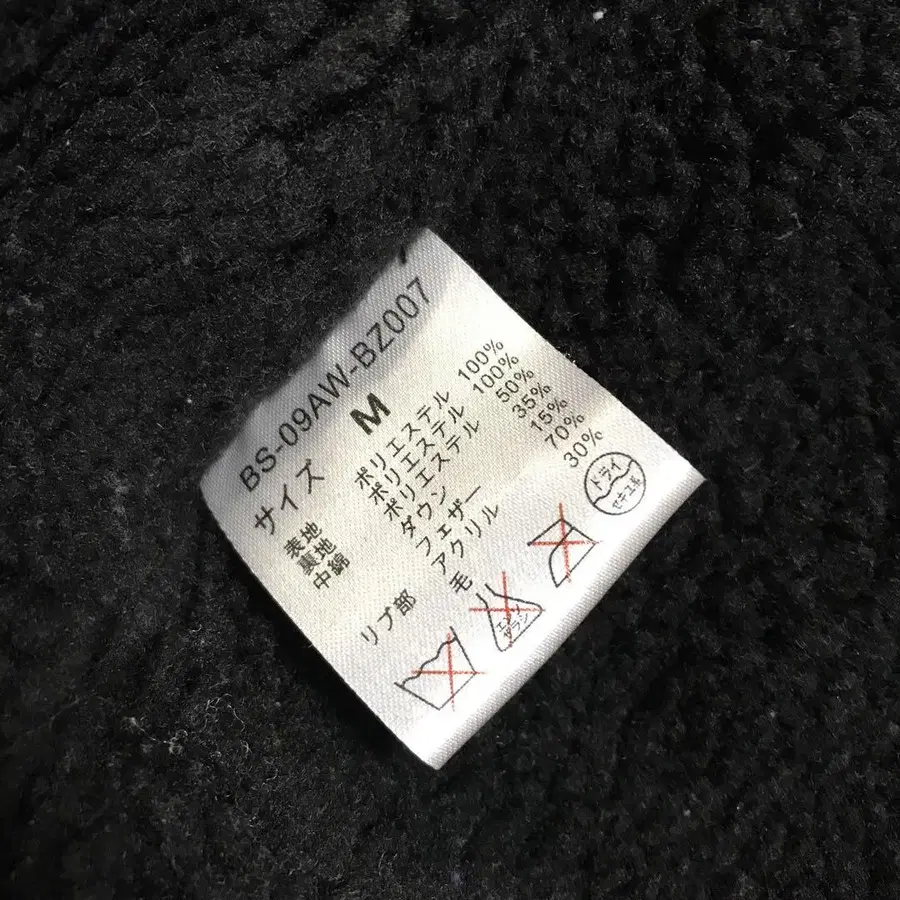 BS-09AW-BZ007
サイズ M
表地 ポリエステル 100%
裏地 ポリエステル 100%
中綿 ポリエステル 50%
ダウン 35%
フェザー 15%
リブ部 アクリル 70%
毛 30%
エンソ
サラシ
ドライ
セキユ系